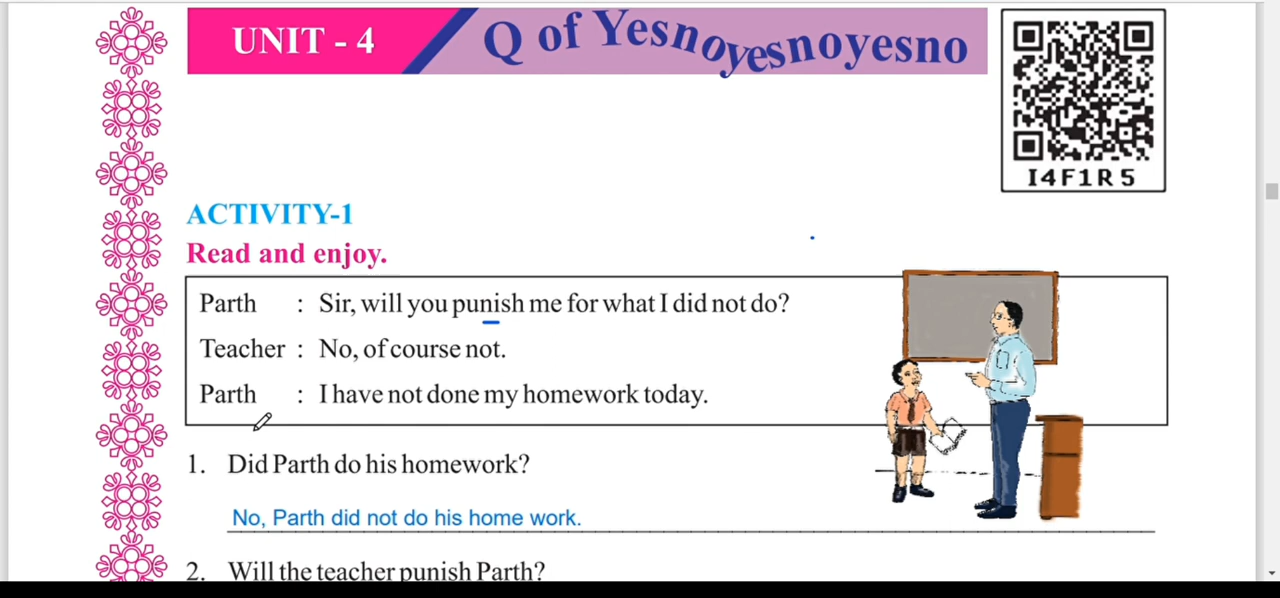 UNIT - 4
Q of Yesnoyesnoyesno
I4F1R5
ACTIVITY-1
Read and enjoy.
Parth : Sir, will you punish me for what I did not do?
Teacher : No, of course not.
Parth : I have not done my homework today.
1. Did Parth do his homework?
No, Parth did not do his home work.
2. Will the teacher punish Parth?